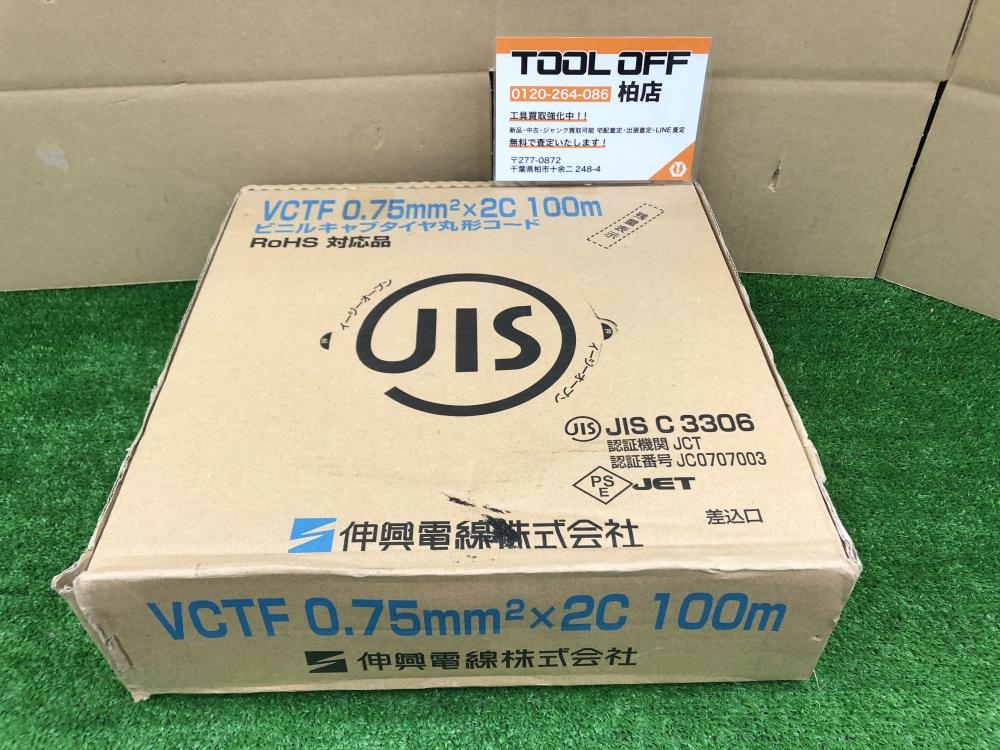 TOOL OFF
0120-264-086 柏店
工具買取強化中!!
新品・中古・ジャンク買取可能 宅配査定・出張査定・LINE査定
無料で査定いたします!
〒277-0872
千葉県柏市十余二 248-4
VCTF 0.75mm²×2C 100m
ビニルキャブタイヤ丸形コード
RoHS 対応品
残量表示
イージーオープン
押
JIS
押
イージーオープン
JIS JIS C 3306
認証機関 JCT
認証番号 JC0707003
PSE JET
差込口
伸興電線株式会社
VCTF 0.75mm²×2C 100m
伸興電線株式会社